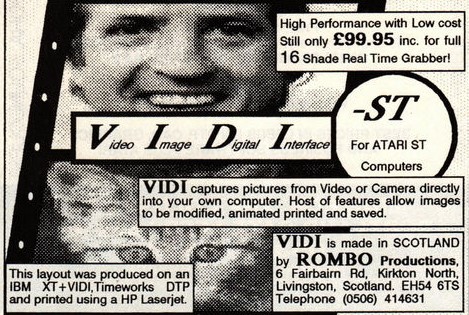 High Performance with Low cost
Still only £99.95 inc. for full
16 Shade Real Time Grabber!
-ST
Video Image Digital Interface
For ATARI ST
Computers
VIDI captures pictures from Video or Camera directly
into your own computer. Host of features allow images
to be modified, animated printed and saved.
VIDI is made in SCOTLAND
by ROMBO Productions,
6 Fairbairn Rd, Kirkton North,
Livingston, Scotland. EH54 6TS
Telephone (0506) 414631
This layout was produced on an
IBM XT+VIDI,Timeworks DTP
and printed using a HP Laserjet.